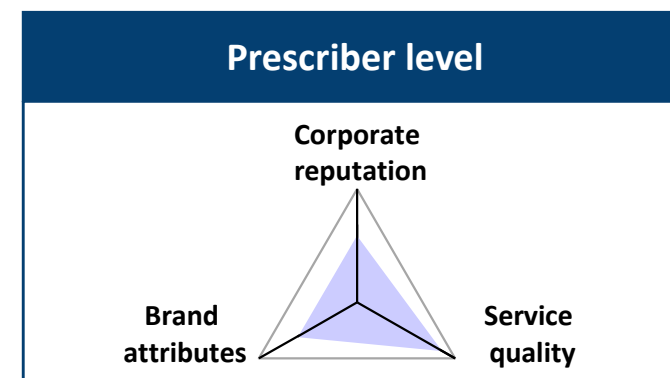 Prescriber level
Corporate
reputation
Brand
attributes
Service
quality